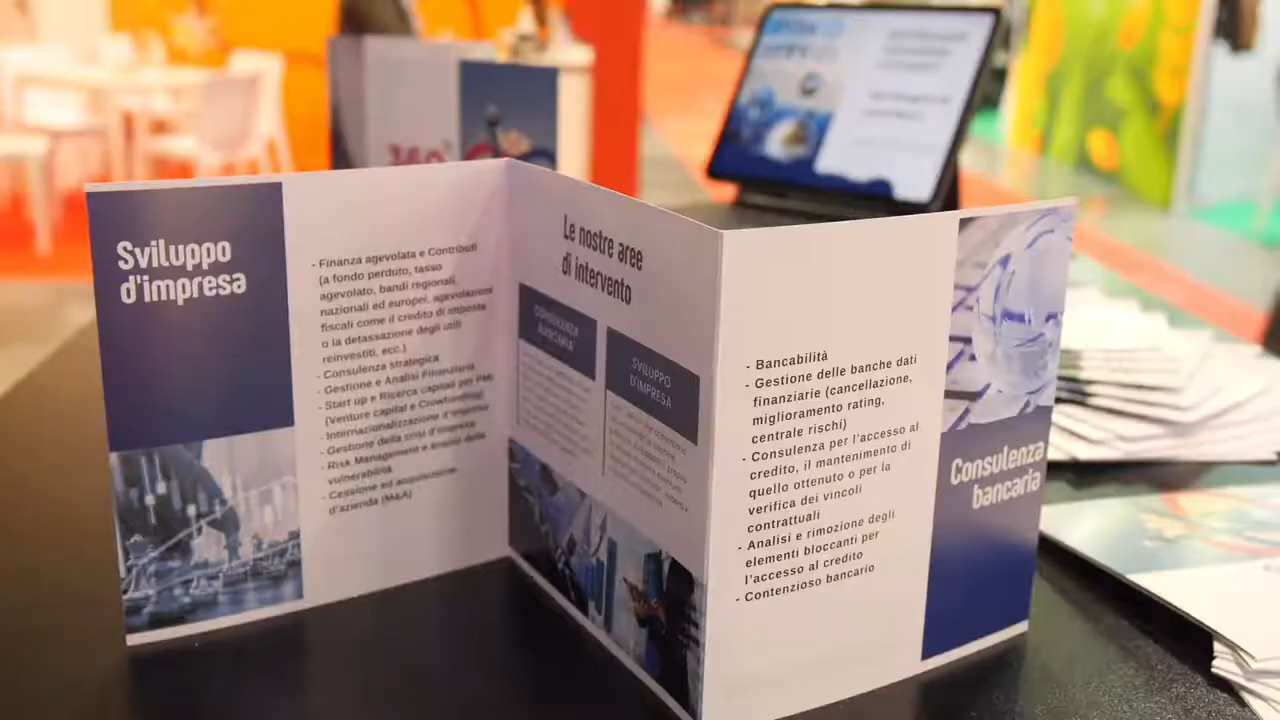 360°
Sviluppo
d'impresa
- Finanza agevolata e Contributi
(a fondo perduto, tasso
agevolato, bandi regionali,
nazionali ed europei, agevolazioni
fiscali come il credito di imposta
o la detassazione degli utili
reinvestiti, ecc.)
- Consulenza strategica
- Gestione e Analisi Finanziaria
- Start up e Ricerca capitali per PMI
(Venture capital e Crowfunding)
- Internazionalizzazione d'impresa
- Gestione della crisi d'impresa
- Risk Management e analisi della
vulnerabilità
- Cessione ed acquisizione
d'azienda (M&A)
Le nostre aree
di intervento
CONSULENZA
BANCARIA
SVILUPPO
D'IMPRESA
- Bancabilità
- Gestione delle banche dati
finanziarie (cancellazione,
miglioramento rating,
centrale rischi)
- Consulenza per l'accesso al
credito, il mantenimento di
quello ottenuto o per la
verifica dei vincoli
contrattuali
- Analisi e rimozione degli
elementi bloccanti per
l'accesso al credito
- Contenzioso bancario
Consulenza
bancaria